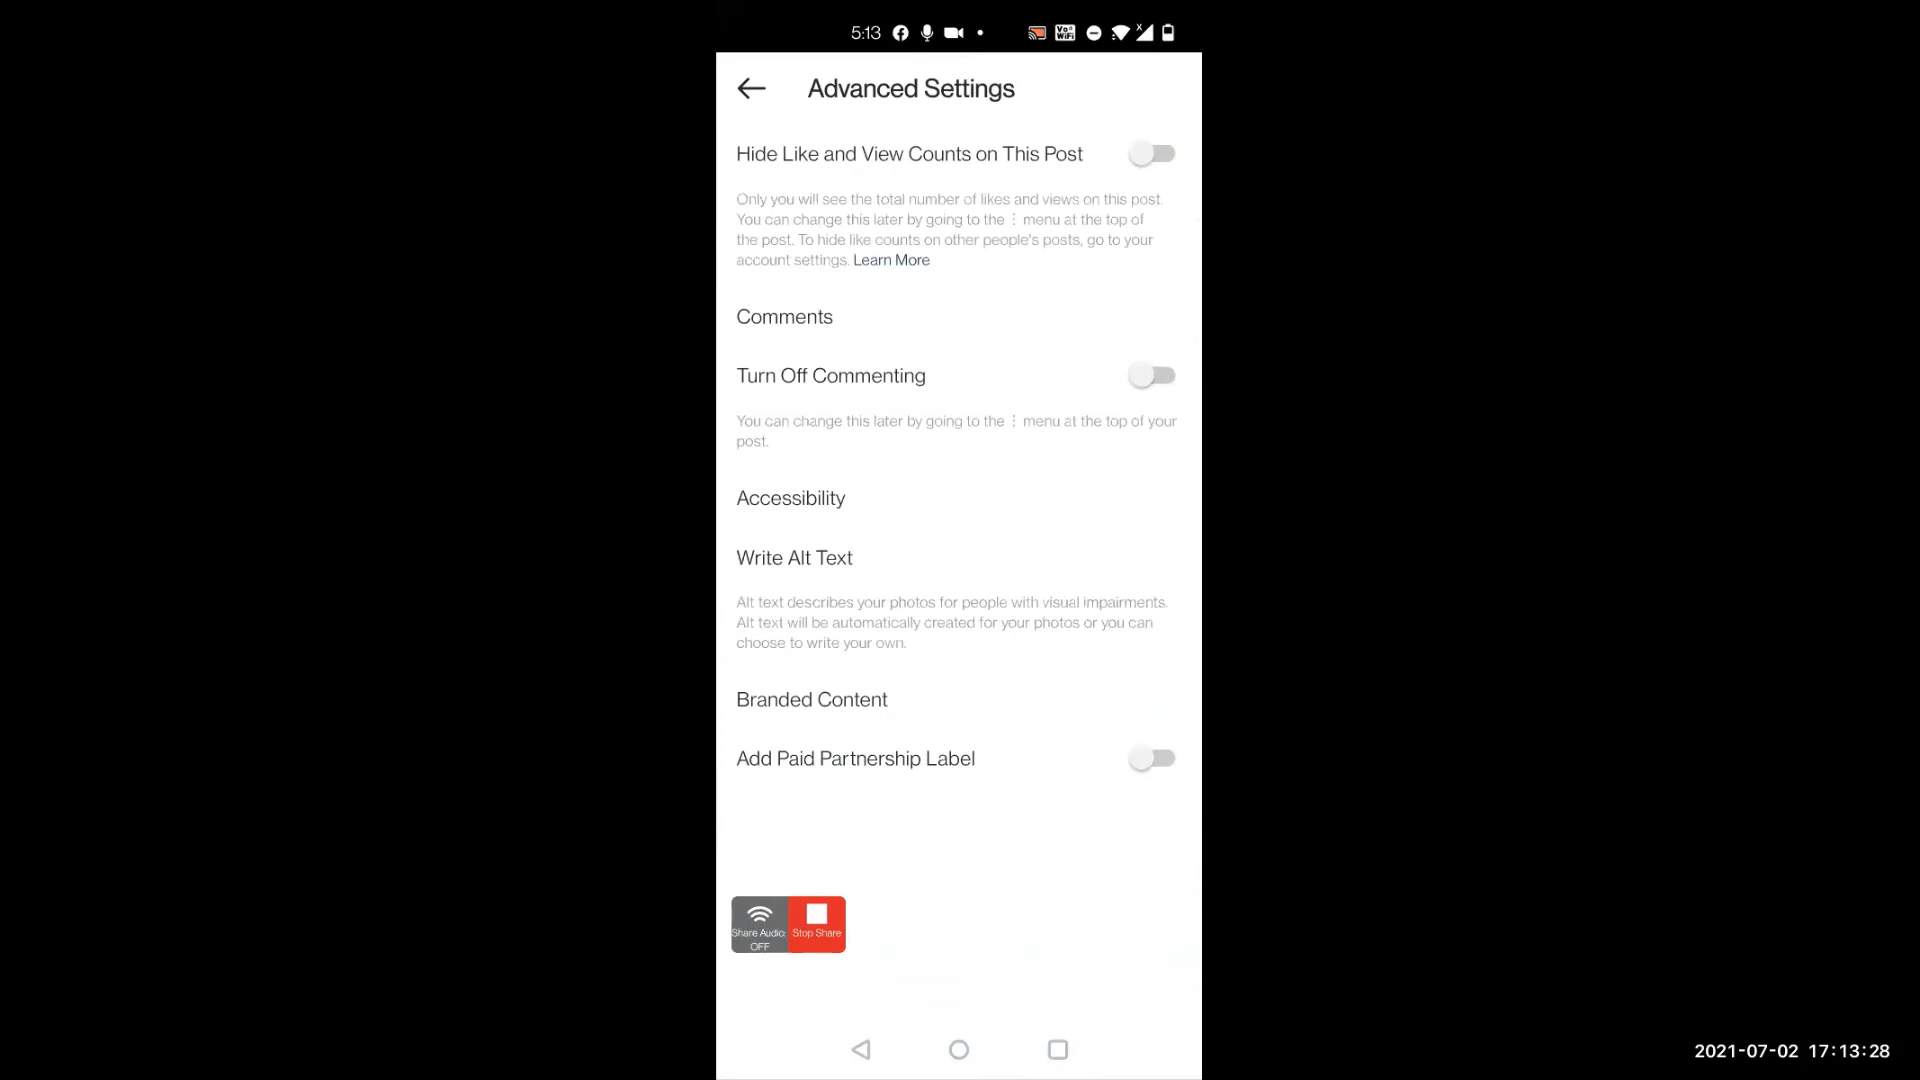 5:13
Vo WiFi
Advanced Settings
Hide Like and View Counts on This Post
Only you will see the total number of likes and views on this post.
You can change this later by going to the ⋮ menu at the top of
the post. To hide like counts on other people's posts, go to your
account settings. Learn More
Comments
Turn Off Commenting
You can change this later by going to the ⋮ menu at the top of your
post.
Accessibility
Write Alt Text
Alt text describes your photos for people with visual impairments.
Alt text will be automatically created for your photos or you can
choose to write your own.
Branded Content
Add Paid Partnership Label
Share Audio: OFF
Stop Share
2021-07-02 17:13:28